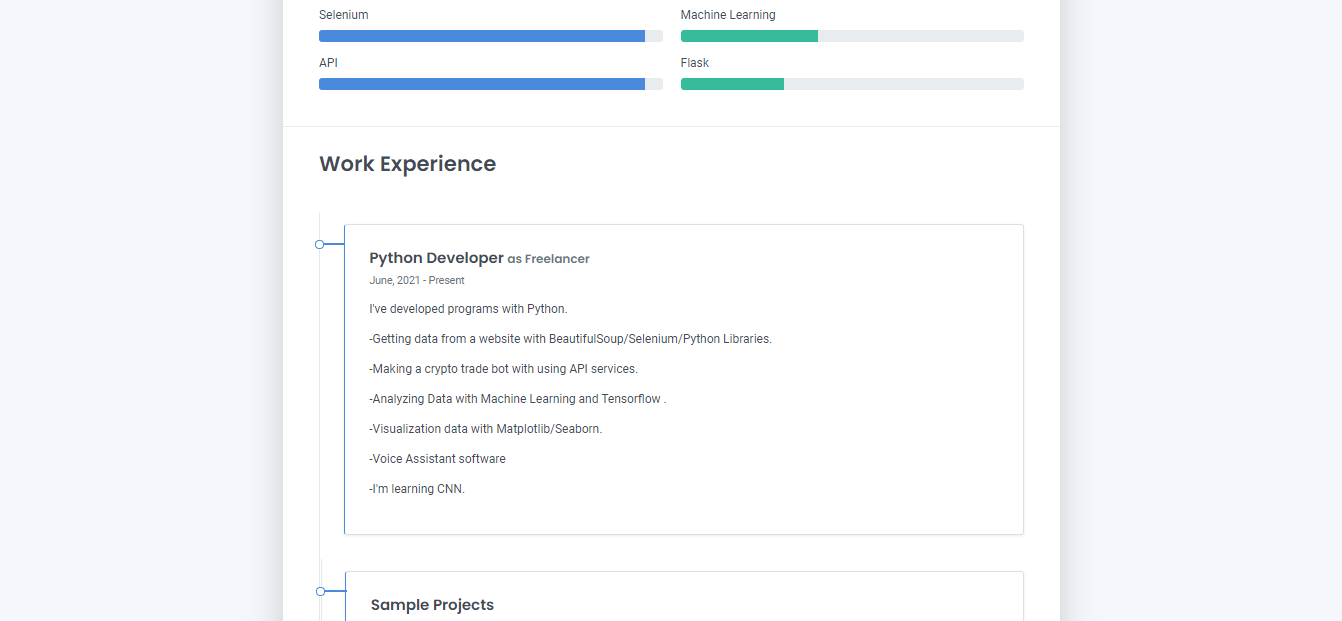 Selenium
Machine Learning
API
Flask
Work Experience
Python Developer as Freelancer
June, 2021 - Present
I've developed programs with Python.
-Getting data from a website with BeautifulSoup/Selenium/Python Libraries.
-Making a crypto trade bot with using API services.
-Analyzing Data with Machine Learning and Tensorflow .
-Visualization data with Matplotlib/Seaborn.
-Voice Assistant software
-I'm learning CNN.
Sample Projects